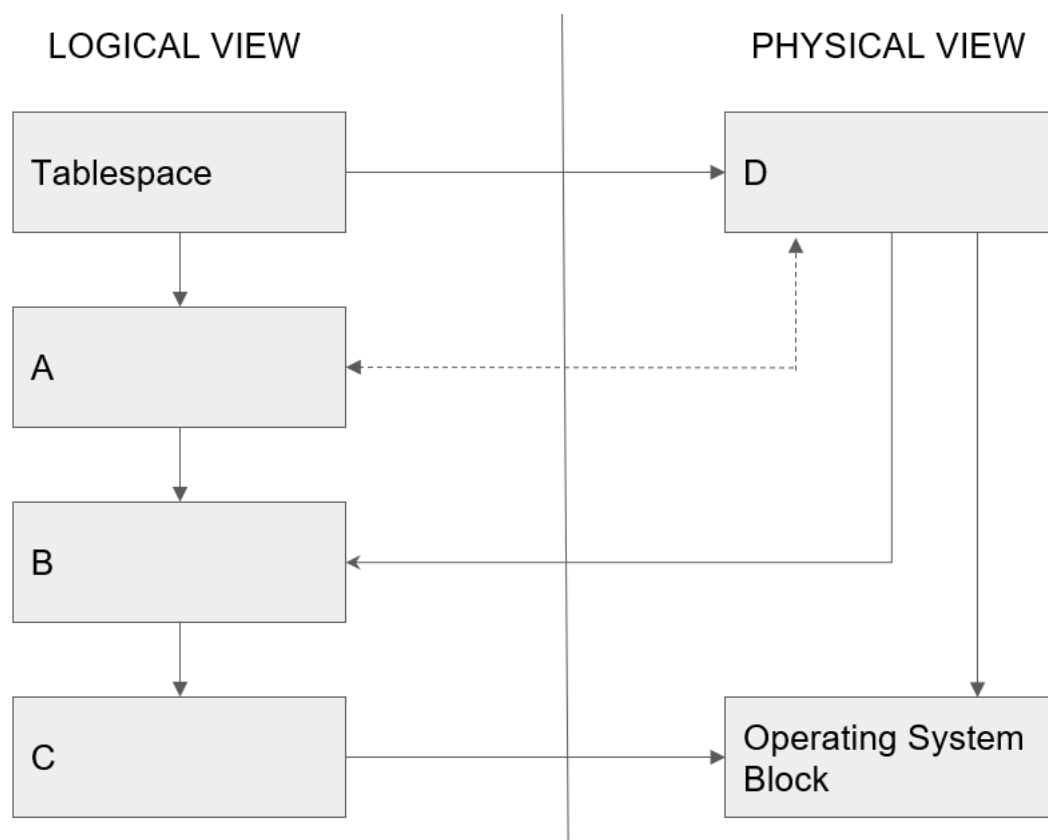 LOGICAL VIEW
PHYSICAL VIEW
Tablespace
D
A
B
C
Operating System
Block